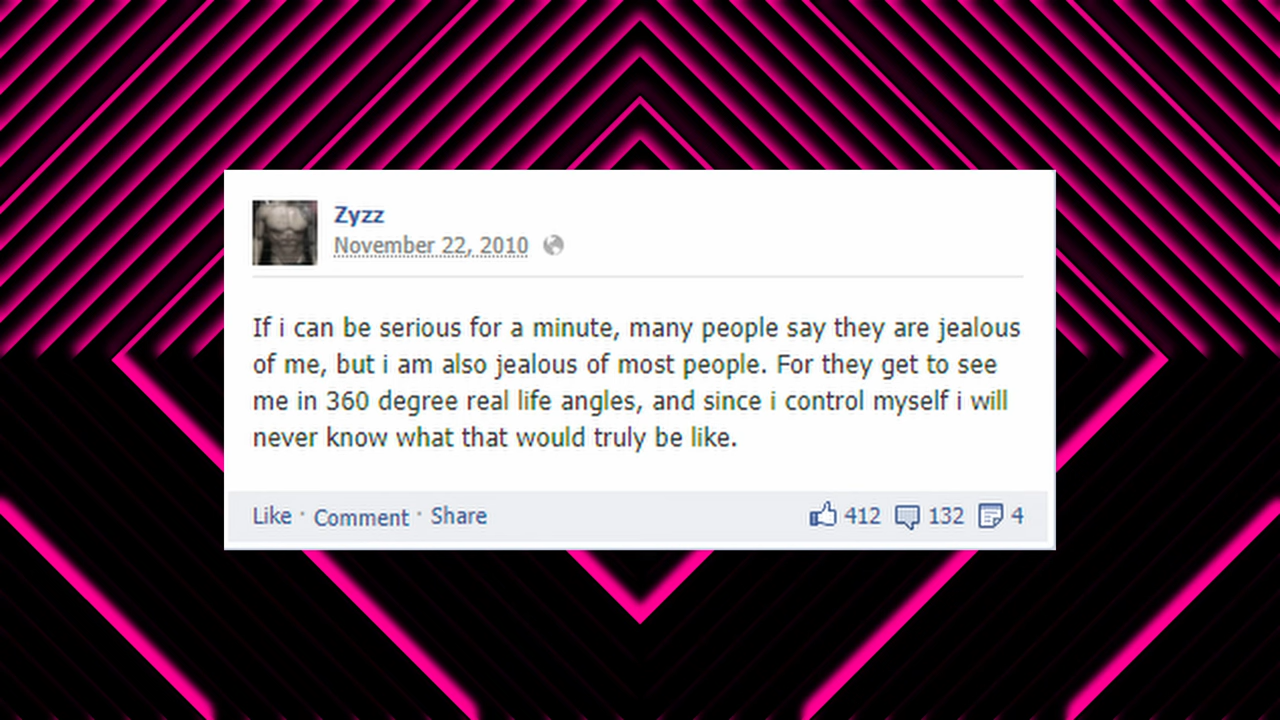 Zyzz
November 22, 2010
If i can be serious for a minute, many people say they are jealous
of me, but i am also jealous of most people. For they get to see
me in 360 degree real life angles, and since i control myself i will
never know what that would truly be like.
Like · Comment · Share 412 132 4